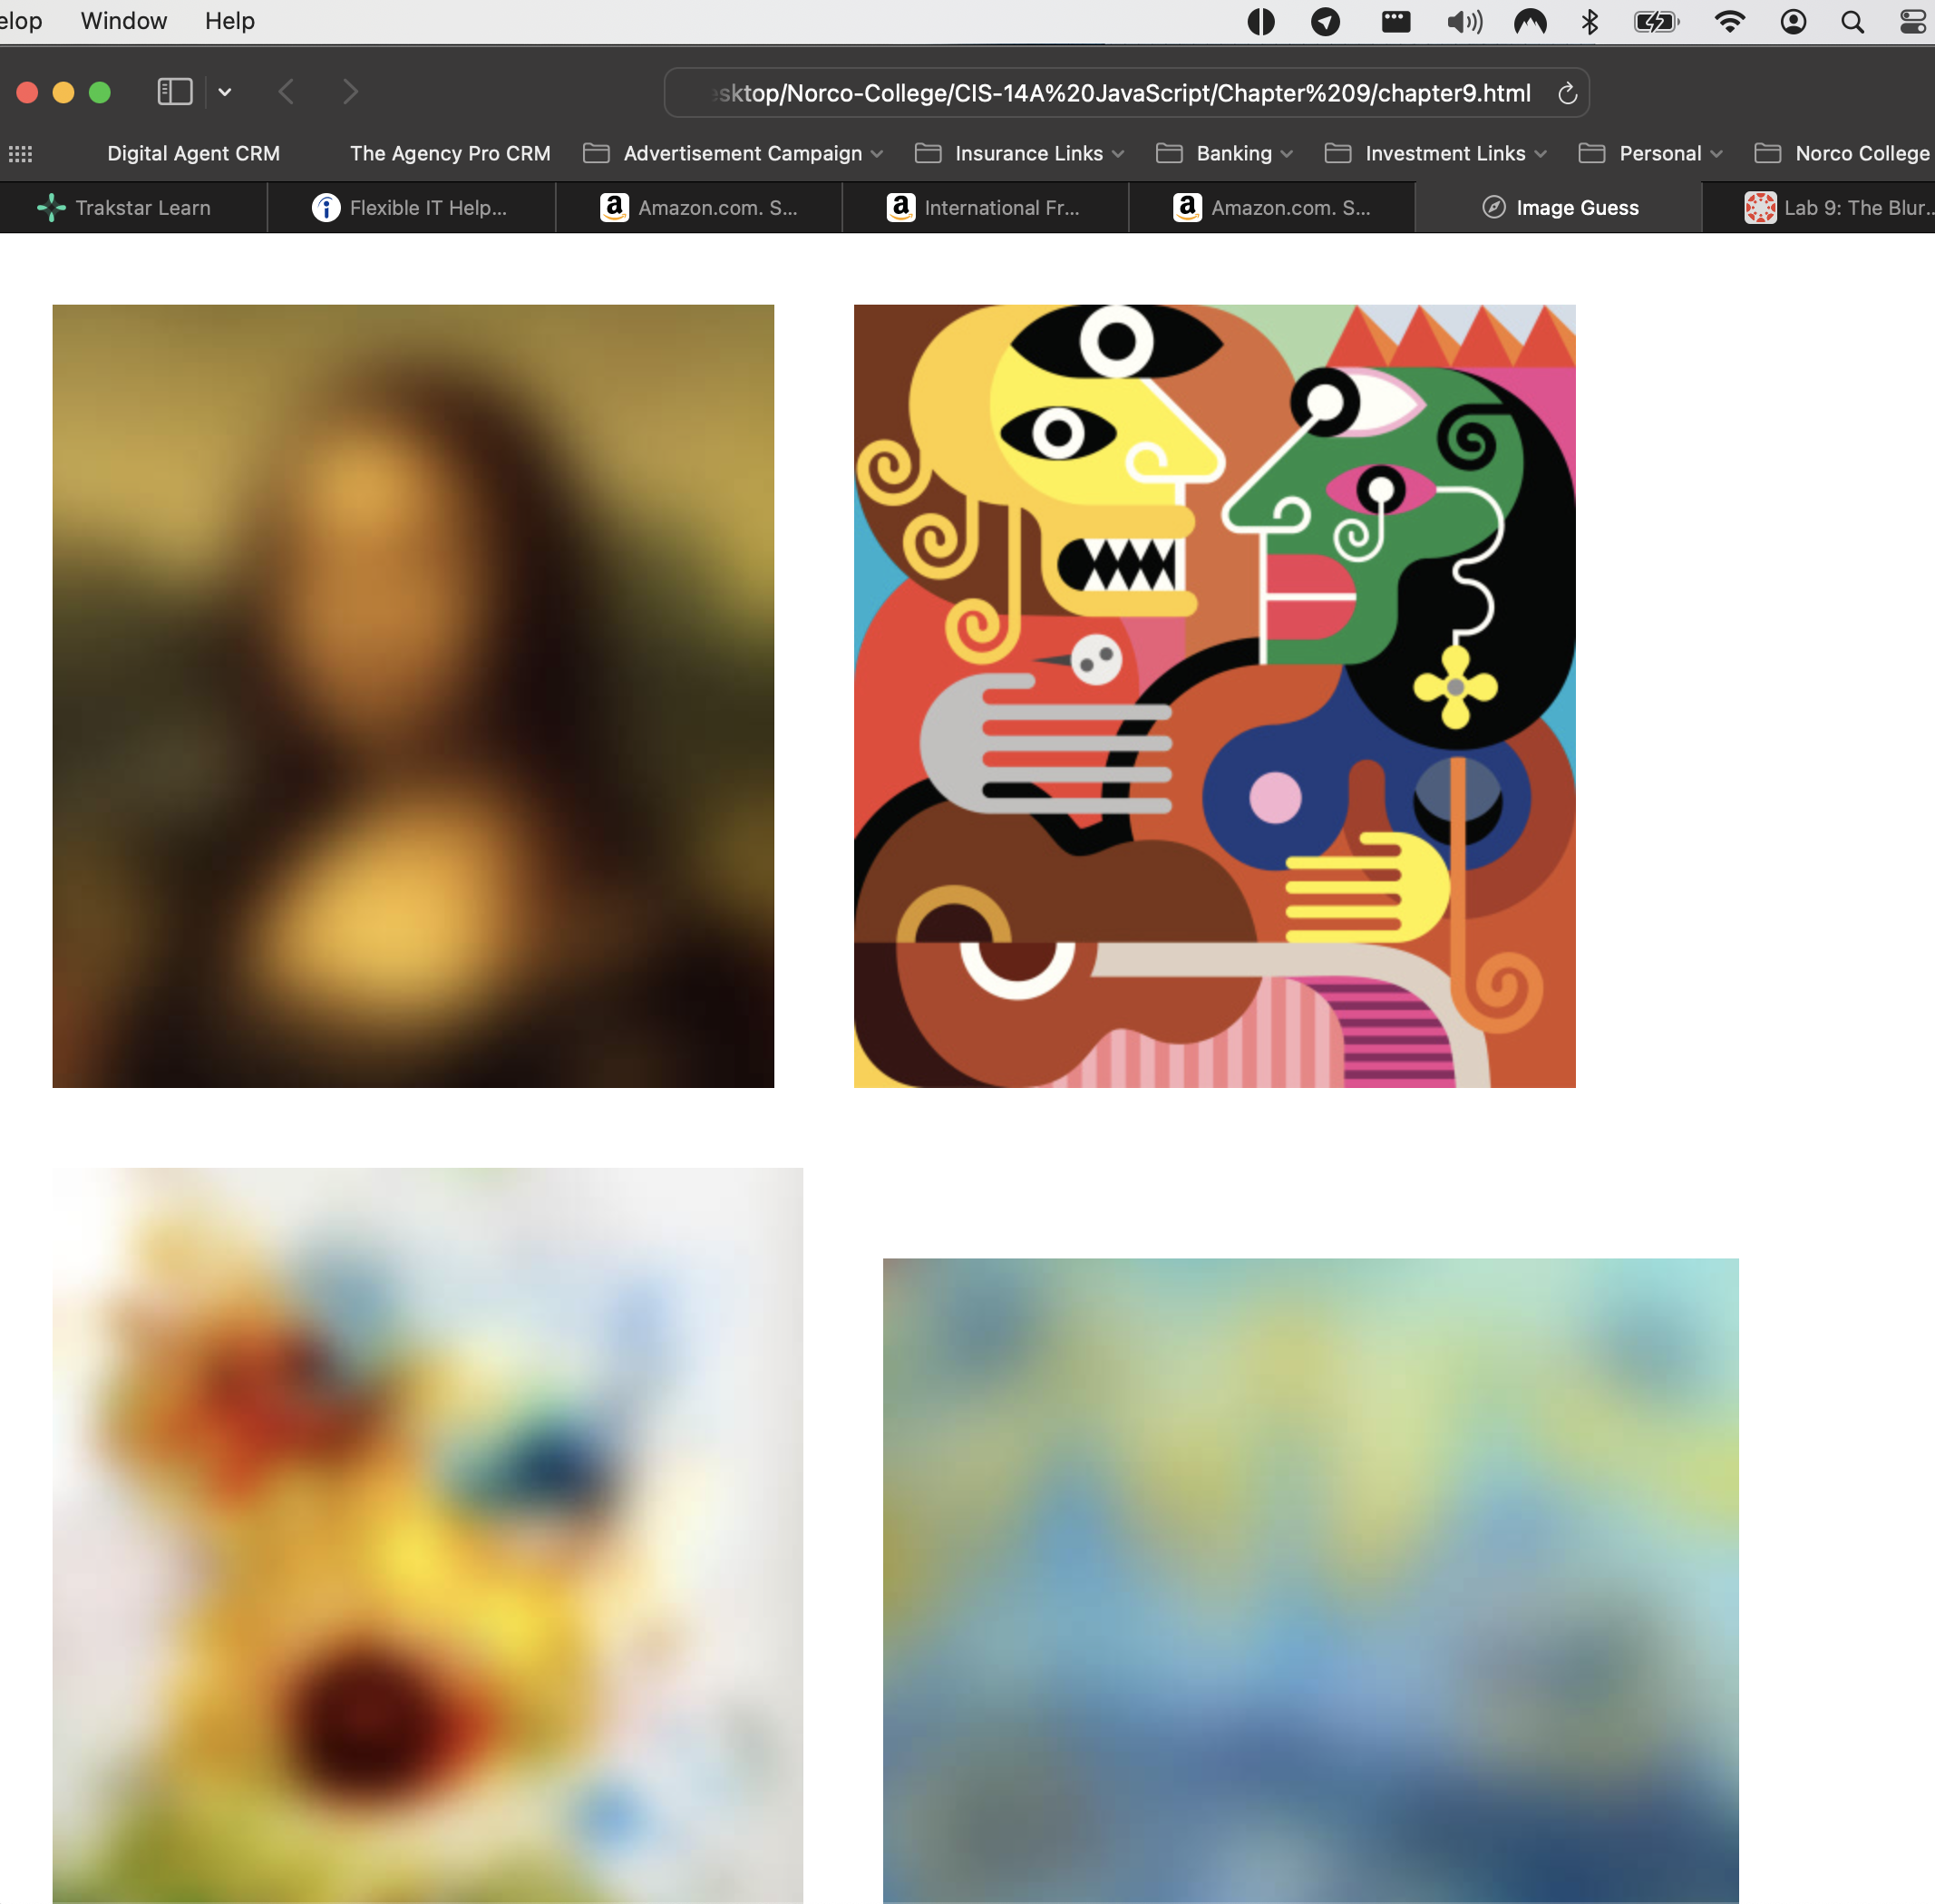 elop Window Help
esktop/Norco-College/CIS-14A%20JavaScript/Chapter%209/chapter9.html
Digital Agent CRM The Agency Pro CRM Advertisement Campaign Insurance Links Banking Investment Links Personal Norco College
Trakstar Learn Flexible IT Help... Amazon.com. S... International Fr... Amazon.com. S... Image Guess Lab 9: The Blur...